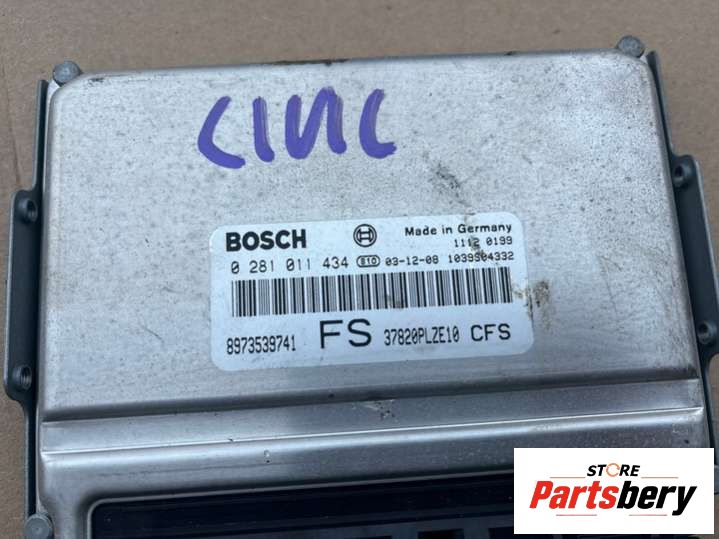 CIVIC
BOSCH Made in Germany
1112 0199
0 281 011 434 S10 03-12-08 1039S04332
8973539741 FS 37820PLZE10 CFS
STORE
Partsbery